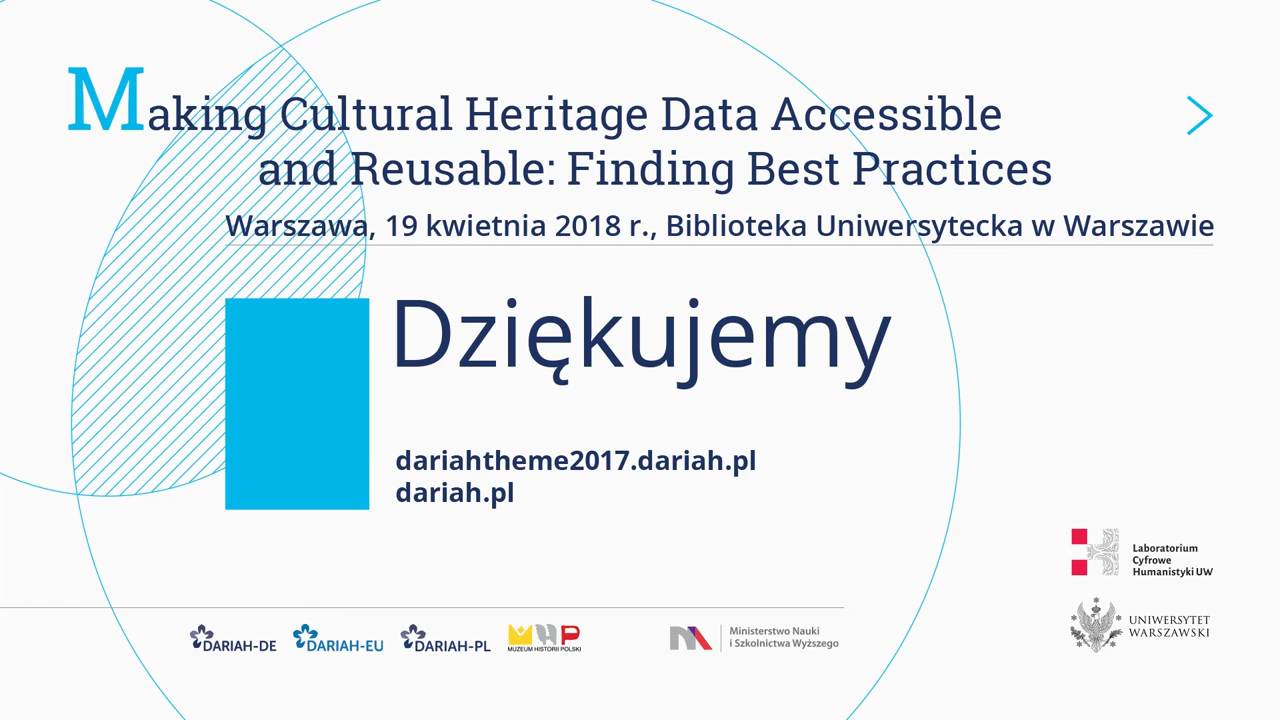 Making Cultural Heritage Data Accessible
and Reusable: Finding Best Practices
Warszawa, 19 kwietnia 2018 r., Biblioteka Uniwersytecka w Warszawie
Dziękujemy
dariahtheme2017.dariah.pl
dariah.pl
Laboratorium
Cyfrowe
Humanistyki UW
UNIWERSYTET
WARSZAWSKI
DARIAH-DE
DARIAH-EU
DARIAH-PL
MHP
MUZEUM HISTORII POLSKI
Ministerstwo Nauki
i Szkolnictwa Wyższego